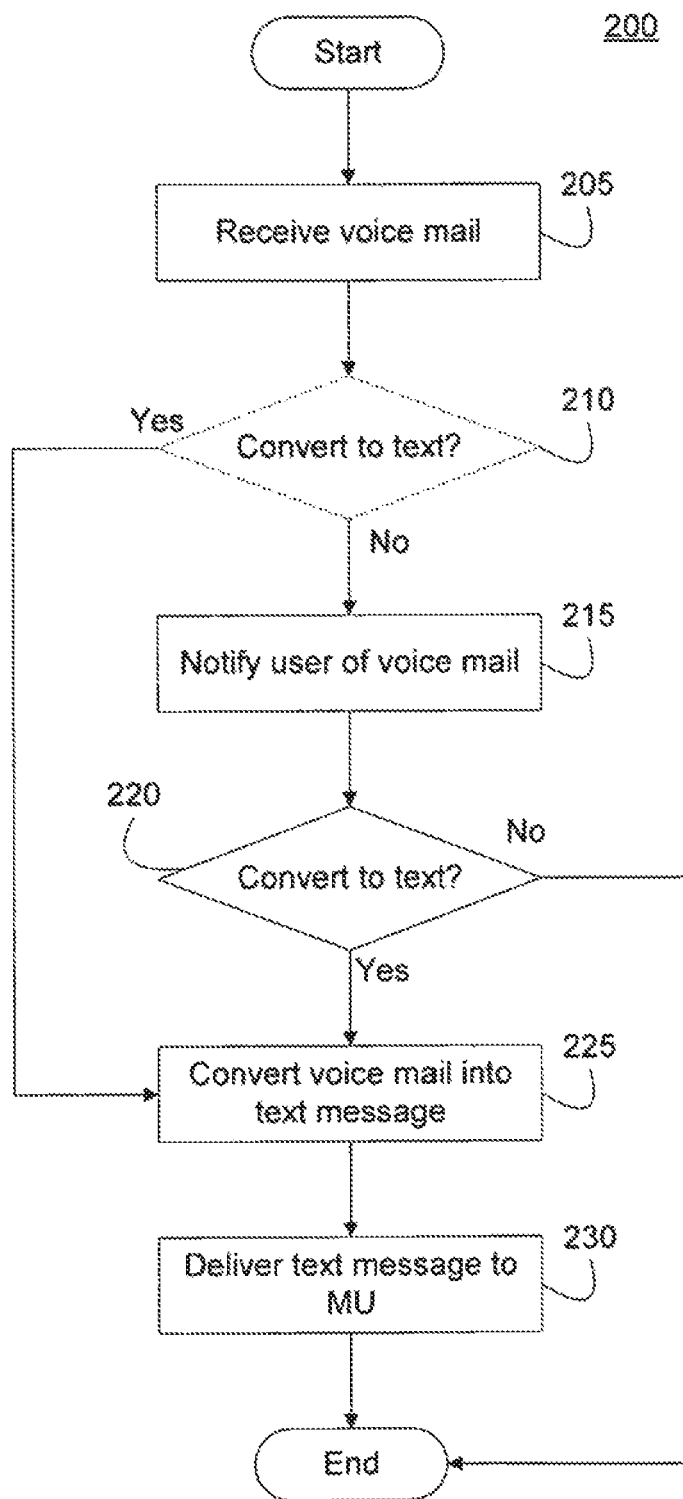 200
Start
205
Receive voice mail
Yes
210
Convert to text?
No
215
Notify user of voice mail
220
No
Convert to text?
Yes
225
Convert voice mail into
text message
230
Deliver text message to
MU
End